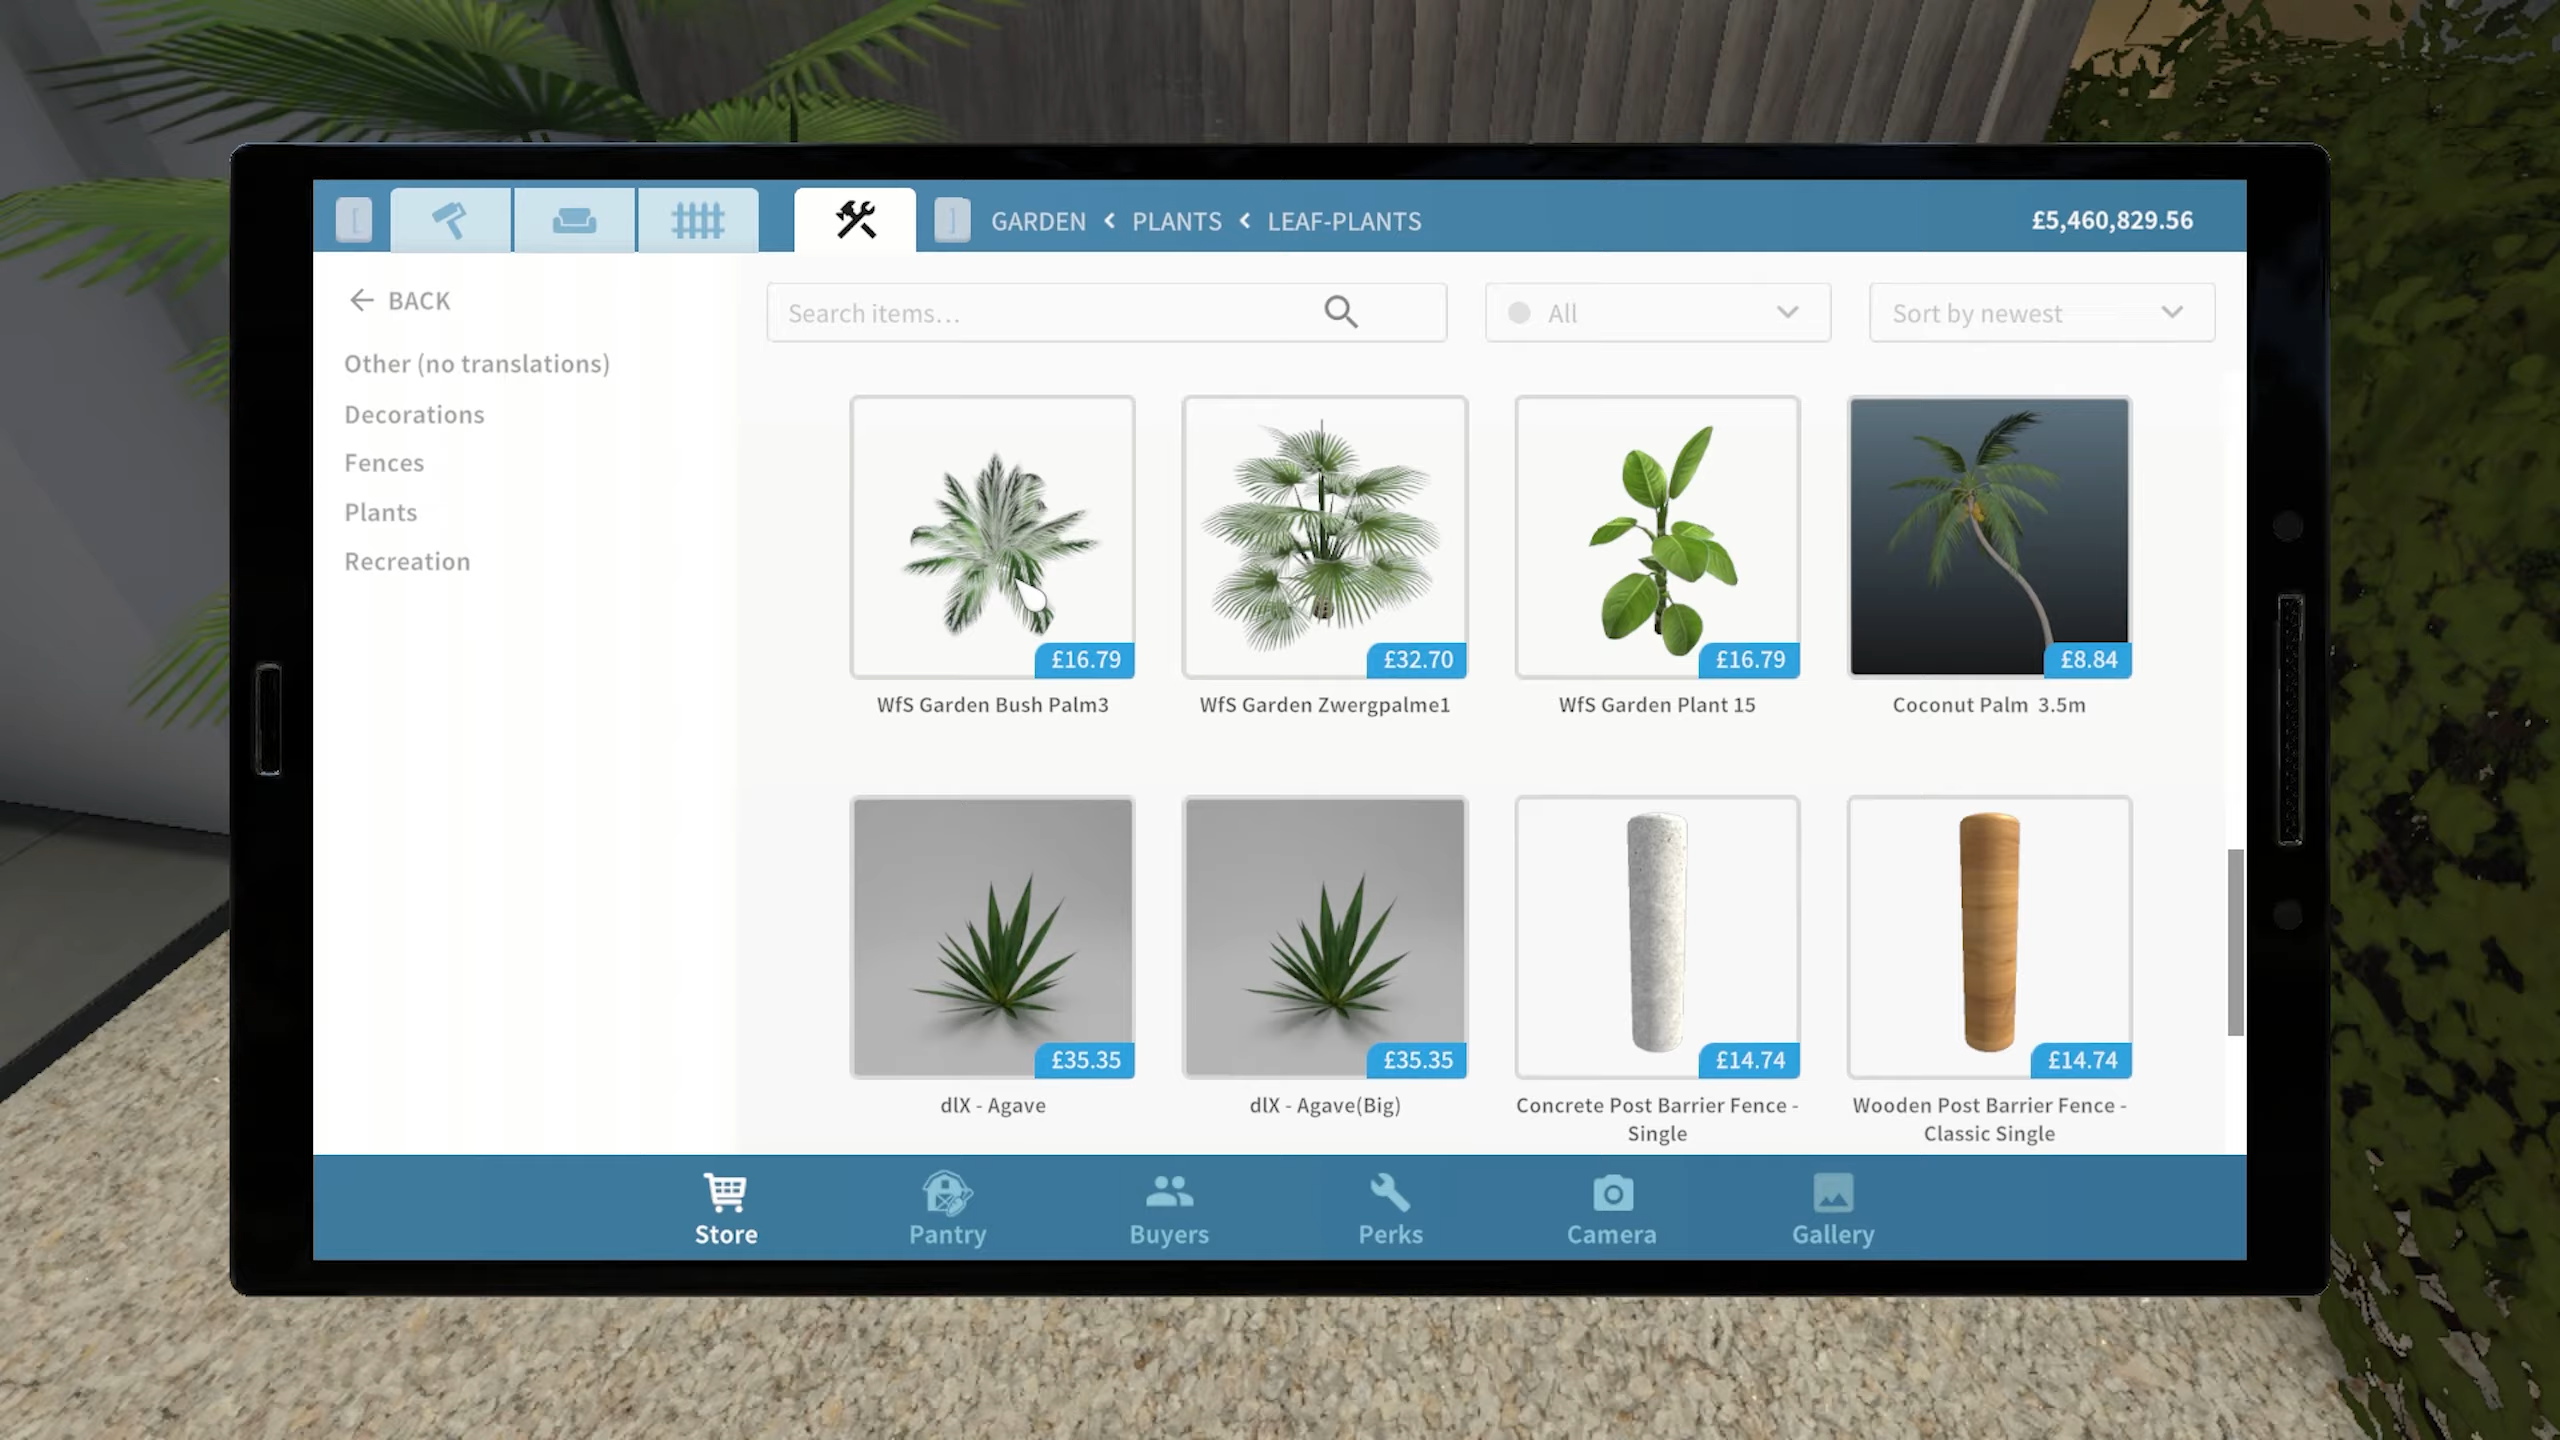 [
]
GARDEN < PLANTS < LEAF-PLANTS
£5,460,829.56
BACK
Other (no translations)
Decorations
Fences
Plants
Recreation
Search items...
All
Sort by newest
£16.79
£32.70
£16.79
£8.84
WfS Garden Bush Palm3
WfS Garden Zwergpalme1
WfS Garden Plant 15
Coconut Palm 3.5m
£35.35
£35.35
£14.74
£14.74
dlX - Agave
dlX - Agave(Big)
Concrete Post Barrier Fence -
Single
Wooden Post Barrier Fence -
Classic Single
Store
Pantry
Buyers
Perks
Camera
Gallery